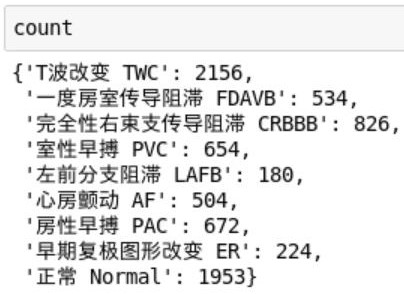 count
{'T波改变 TWC': 2156,
'一度房室传导阻滞 FDAVB': 534,
'完全性右束支传导阻滞 CRBBB': 826,
'室性早搏 PVC': 654,
'左前分支阻滞 LAFB': 180,
'心房颤动 AF': 504,
'房性早搏 PAC': 672,
'早期复极图形改变 ER': 224,
'正常 Normal': 1953}